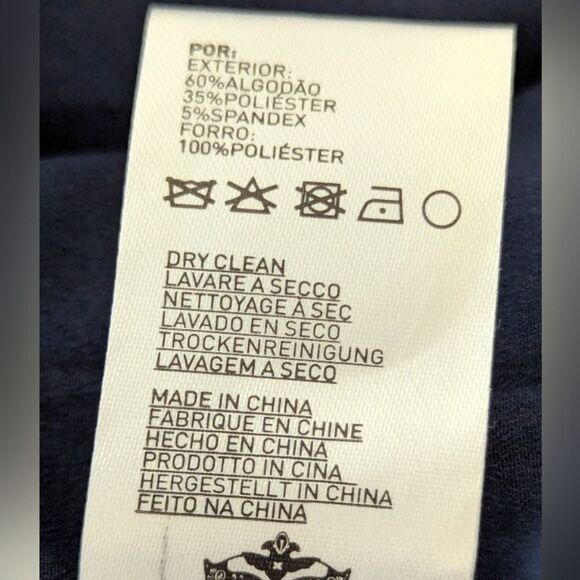 POR:
EXTERIOR:
60%ALGODÃO
35%POLIÉSTER
5%SPANDEX
FORRO:
100%POLIÉSTER
DRY CLEAN
LAVARE A SECCO
NETTOYAGE A SEC
LAVADO EN SECO
TROCKENREINIGUNG
LAVAGEM A SECO
MADE IN CHINA
FABRIQUE EN CHINE
HECHO EN CHINA
PRODOTTO IN CINA
HERGESTELLT IN CHINA
FEITO NA CHINA